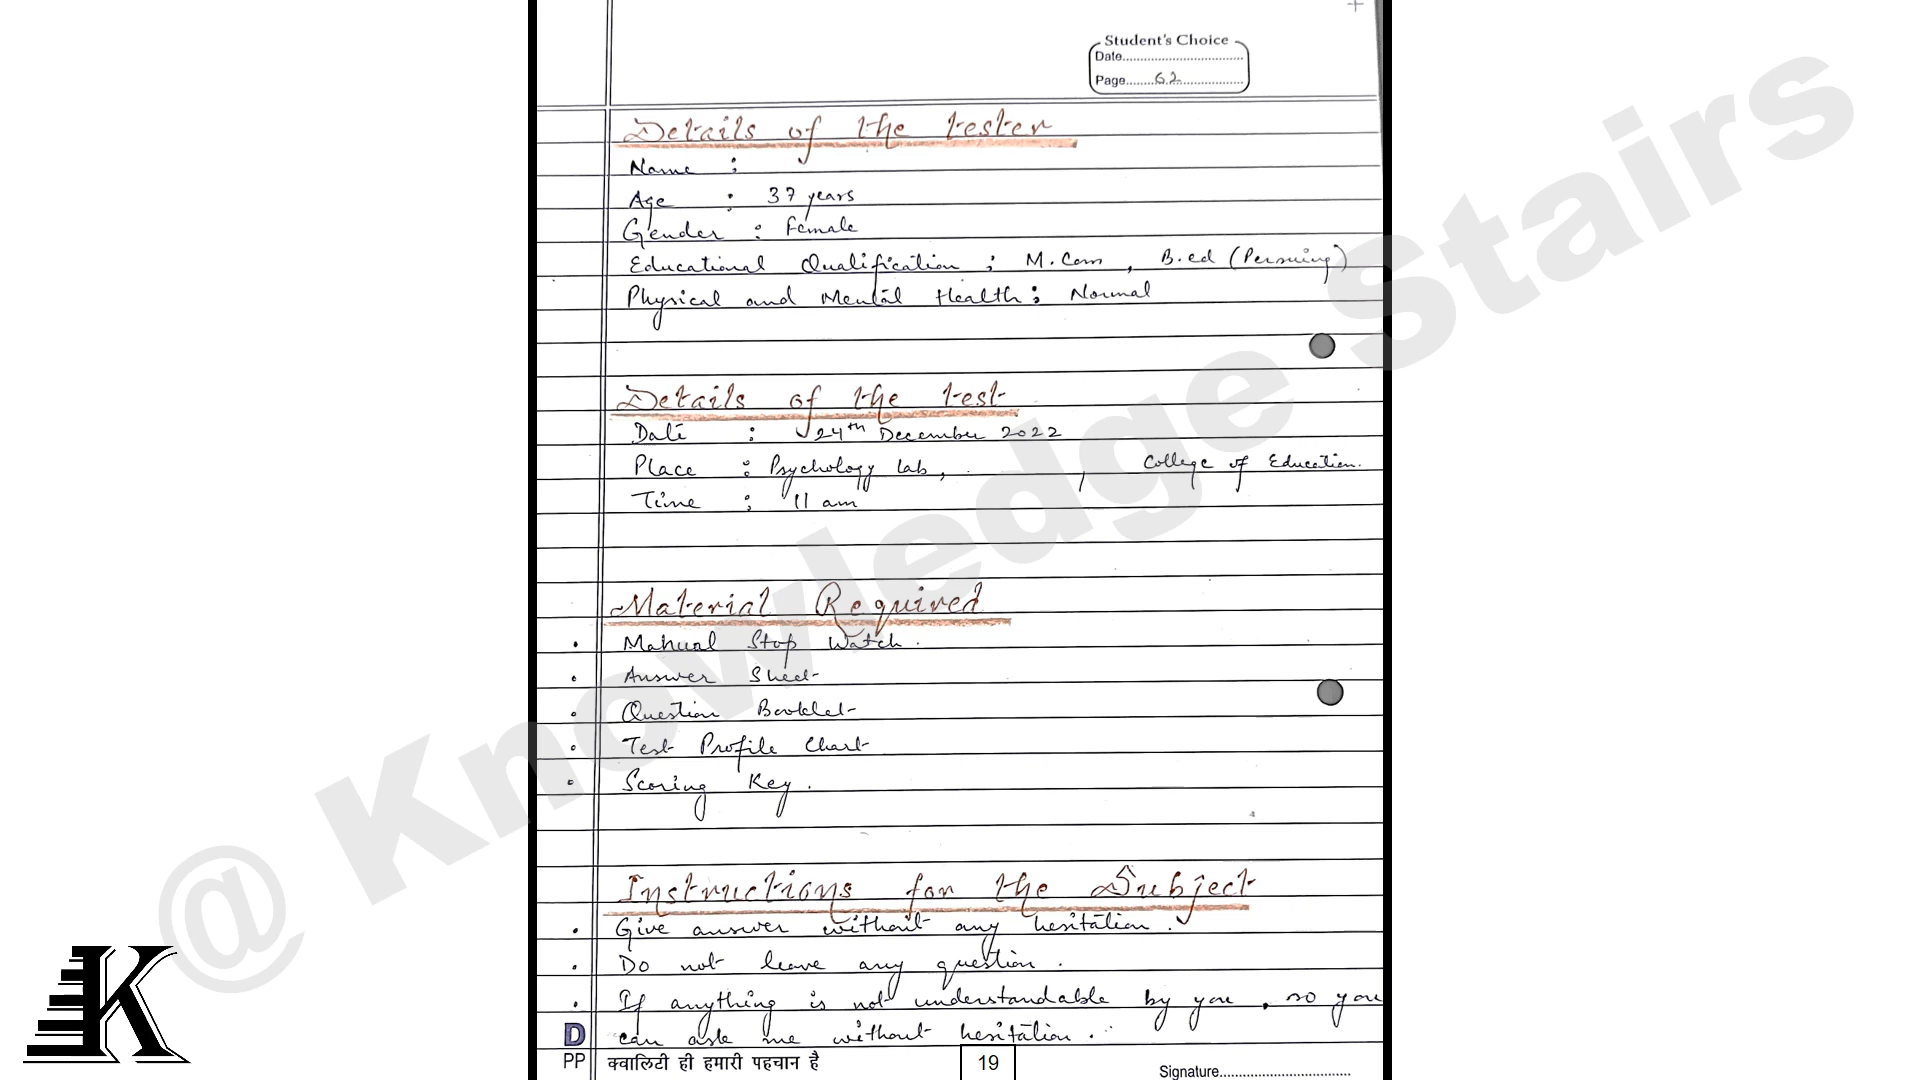 Student's Choice
Date
Page 62
Details of the tester
Name :
Age : 37 years
Gender : Female
Educational Qualification : M.Com, B.ed (Persuing)
Physical and Mental Health : Normal
Details of the test
Date : 24th December 2022
Place : Psychology Lab, , College of Education.
Time : 11 am
Material Required
• Manual Stop Watch.
• Answer Sheet
• Question Booklet
• Test Profile Chart
• Scoring Key.
Instructions for the Subject
• Give answer without any hesitation.
• Do not leave any question.
• If anything is not understandable by you, so you
can ask me without hesitation.
D
PP
क्वालिटी ही हमारी पहचान है
19
Signature
@ Knowledge Stairs
K